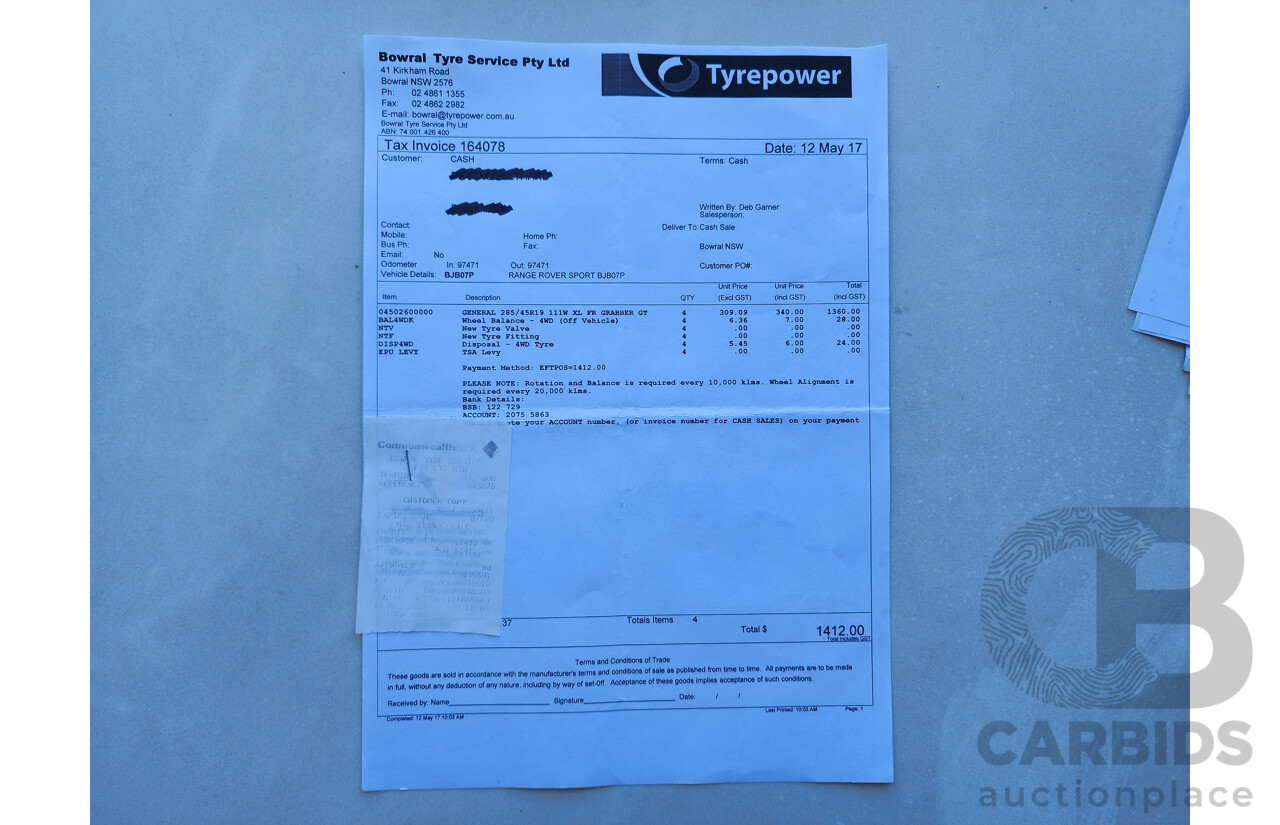 Bowral Tyre Service Pty Ltd
Tyrepower
41 Kirkham Road
Bowral NSW 2576
Ph: 02 4861 1355
Fax: 02 4862 2982
E-mail: bowral@tyrepower.com.au
Bowral Tyre Service Pty Ltd
ABN: 74 001 426 400
Tax Invoice 164078 Date: 12 May 17
Customer: CASH Terms: Cash
Written By: Deb Garner
Salesperson:
Contact: Deliver To: Cash Sale
Mobile: Home Ph:
Bus Ph: Fax: Bowral NSW
Email: No
Odometer In: 97471 Out: 97471 Customer PO#:
Vehicle Details: BJB07P RANGE ROVER SPORT BJB07P
Unit Price Unit Price Total
Item Description QTY (Excl GST) (Incl GST) (Incl GST)
04502600000 GENERAL 285/45R19 111W XL FR GRABBER GT 4 309.09 340.00 1360.00
BAL4WDK Wheel Balance - 4WD (Off Vehicle) 4 6.36 7.00 28.00
NTV New Tyre Valve 4 .00 .00 .00
NTF New Tyre Fitting 4 .00 .00 .00
DISP4WD Disposal - 4WD Tyre 4 5.45 6.00 24.00
EPU LEVY TSA Levy 4 .00 .00 .00
Payment Method: EFTPOS=1412.00
PLEASE NOTE: Rotation and Balance is required every 10,000 klms. Wheel Alignment is
required every 20,000 klms.
Bank Details:
BSB: 122 729
ACCOUNT: 2075 5863
your ACCOUNT number, (or invoice number for CASH SALES) on your payment
CUSTOMER COPY
37 Totals Items 4
Total $ 1412.00
Total includes GST
Terms and Conditions of Trade
These goods are sold in accordance with the manufacturer's terms and conditions of sale as published from time to time. All payments are to be made
in full, without any deduction of any nature, including by way of set-0ff. Acceptance of these goods implies acceptance of such conditions.
Received by: Name Signature Date: / /
Completed: 12 May 17 10:03 AM Last Printed: 10:03 AM Page: 1
CB
CARBIDS
auctionplace